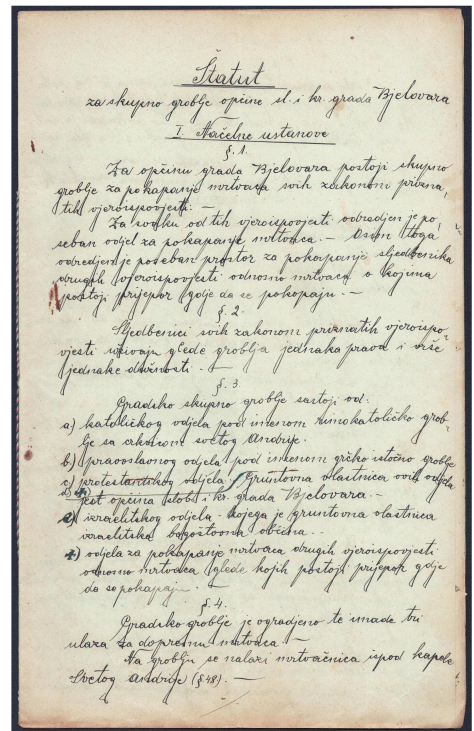 Štatut
za skupno groblje općine sl. i kr. grada Bjelovara
I. Načelne ustanove
§. 1.
Za općinu grada Bjelovara postoji skupno
groblje za pokapanje mrtvaca svih zakonom prizna,
tih vjeroispovjesti. —
Za svaku od tih vjeroispovjesti odredjen je po,
seban odjel za pokapanje mrtvaca. — Osim toga
odredjen je poseban prostor za pokapanje sljedbenika
drugih vjeroispovjesti odnosno mrtvaca o kojima
postoji prijepor gdje da se pokopaju. —
§. 2.
Sljedbenici svih zakonom priznatih vjeroispo-
vjesti uživaju glede groblja jednaka prava i vrše
jednake dužnosti. —
§. 3.
Gradsko skupno groblje sastoji od:
a) katoličkog odjela pod imenom rimokatoličko grob-
lje sa crkvom svetog Andrije.
b) pravoslavnog odjela pod imenom grčko istočno groblje
c) protestantskog odjela. Gruntovna vlastnica ovih odjela
jest općina slob. i kr. grada Bjelovara. —
izraelitskog odjela kojega je gruntovna vlastnica
izraelitska bogoštovna občina. —
odjela za pokapanje mrtvaca drugih vjeroispovjesti
odnosno mrtvaca glede kojih postoji prijepor gdje
da se pokapaju. —
§. 4.
Gradsko groblje je ogradjeno te imade tri
ulaza za dopremu mrtvaca. —
Na groblju se nalazi mrtvačnica ispod kapele
Svetog Andrije (§48). —